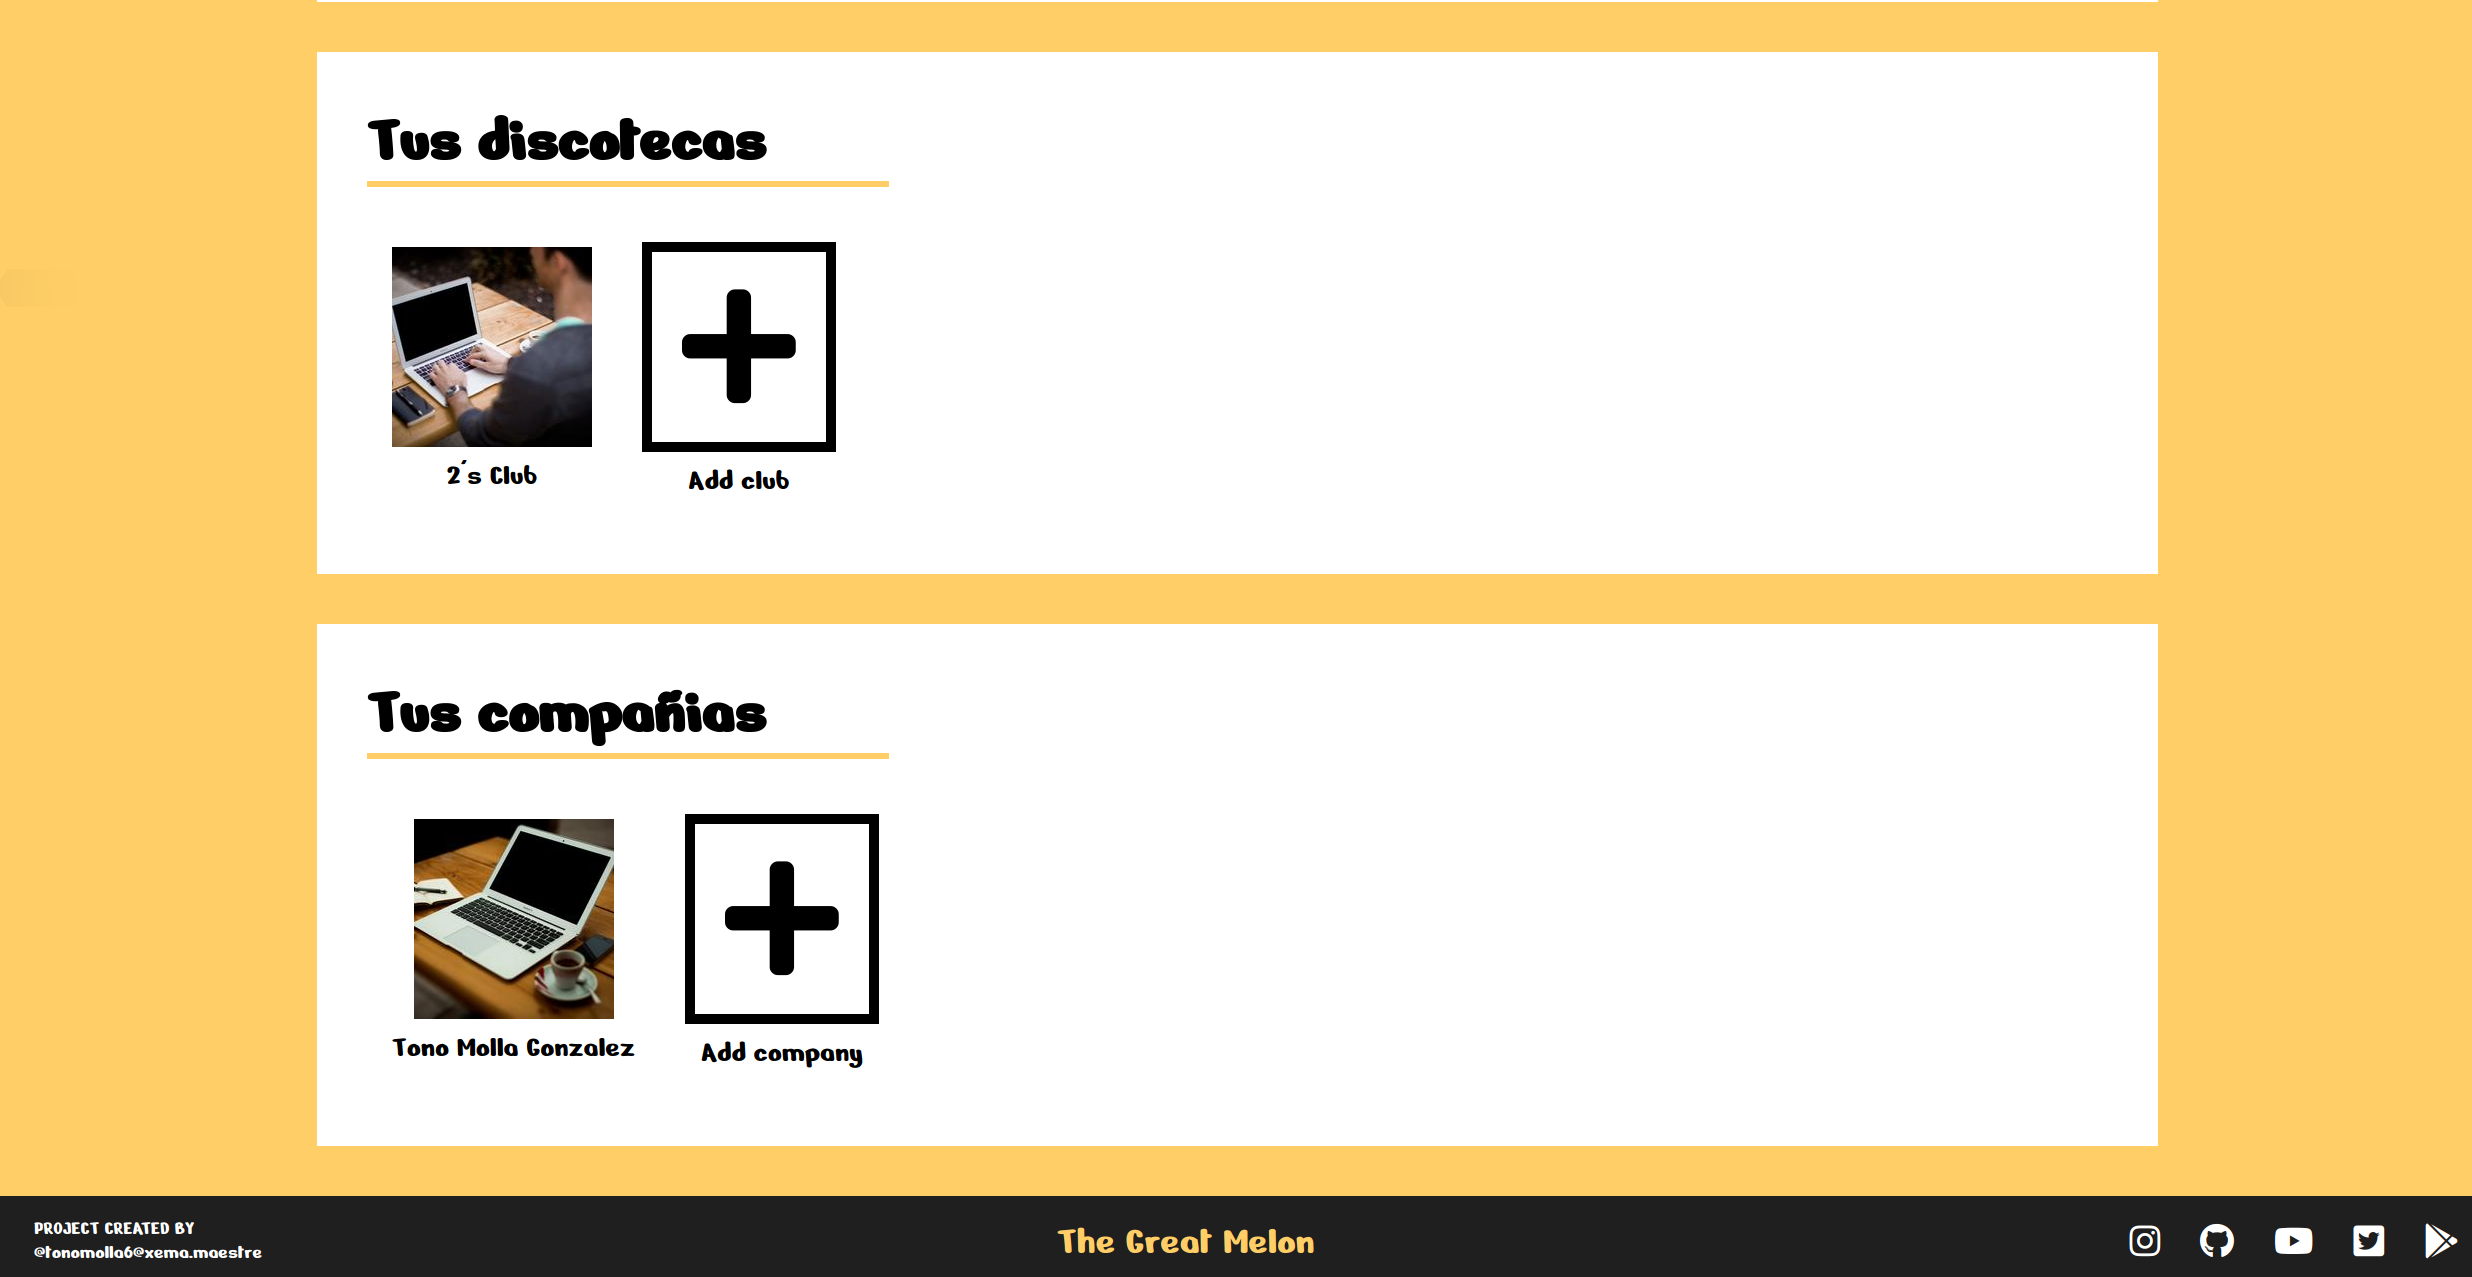 Tus discotecas
2's Club
Add club
Tus compañias
Tono Molla Gonzalez
Add company
PROJECT CREATED BY
@tonomolla6@xema.maestre
The Great Melon